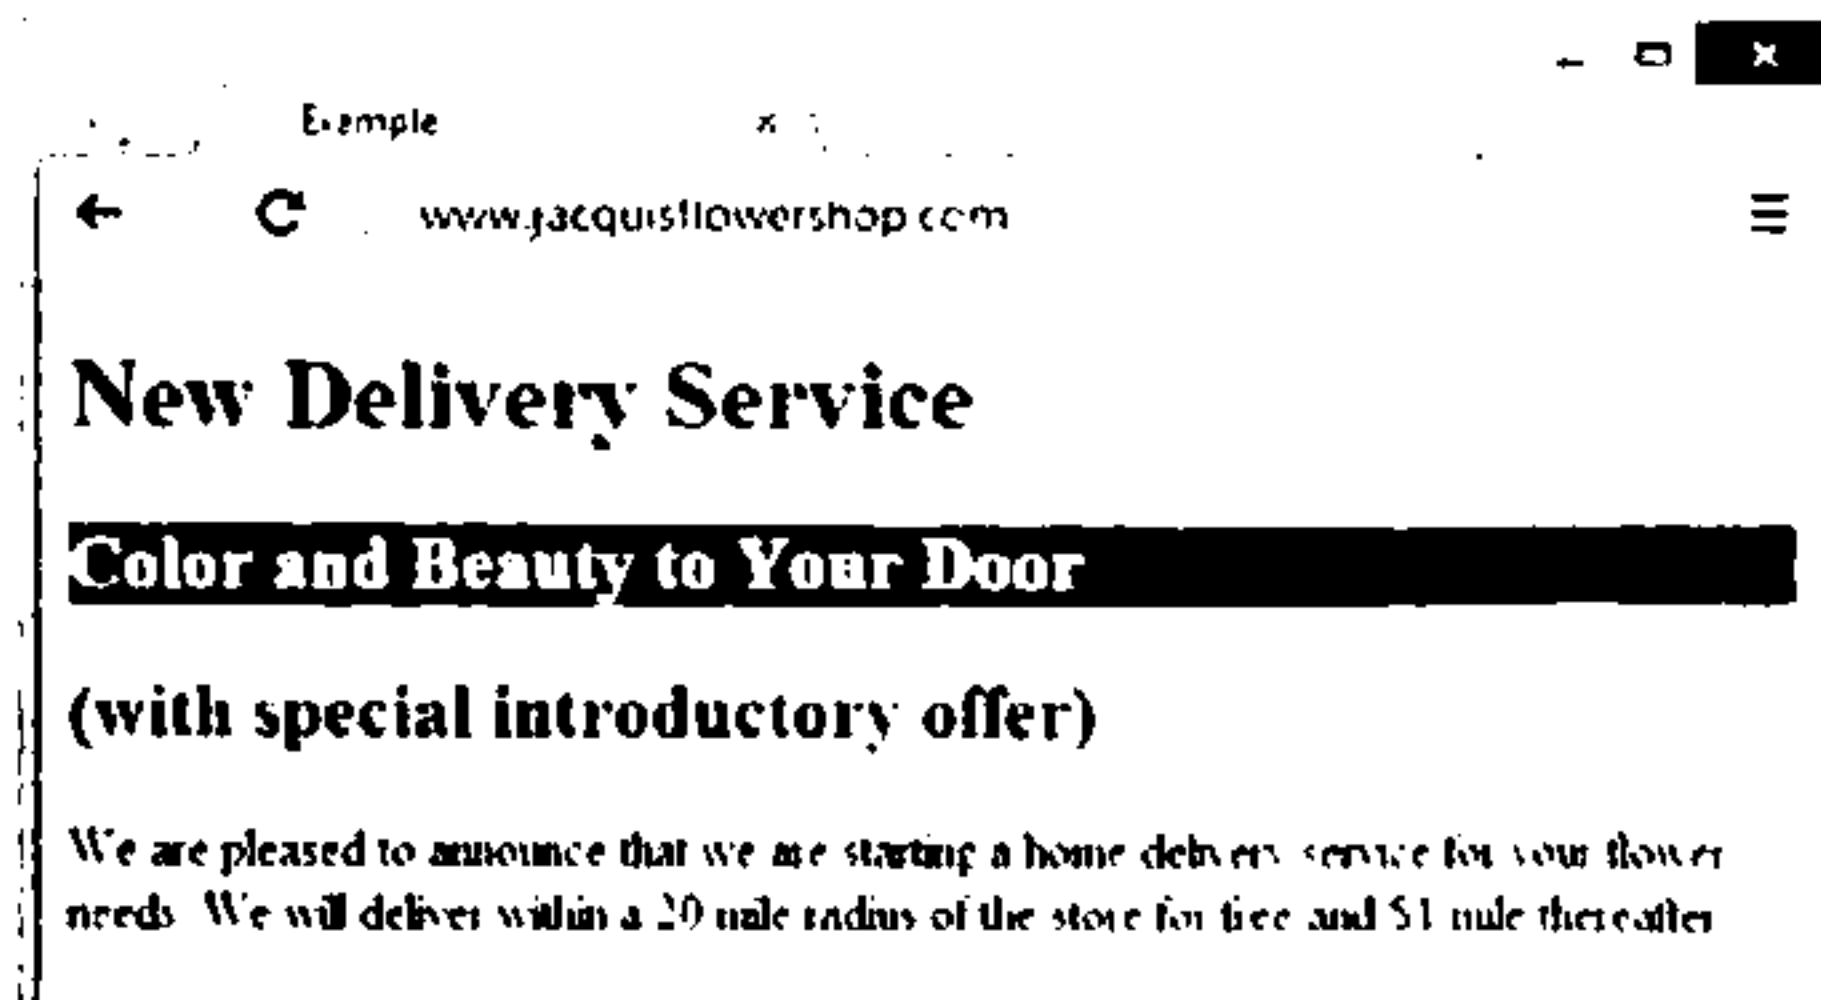 Example
www.jacquisflowershop.com
New Delivery Service
Color and Beauty to Your Door
(with special introductory offer)
We are pleased to announce that we are starting a home delivery service for your flower
needs. We will deliver within a 20 mile radius of the store for free and $1/mile thereafter.